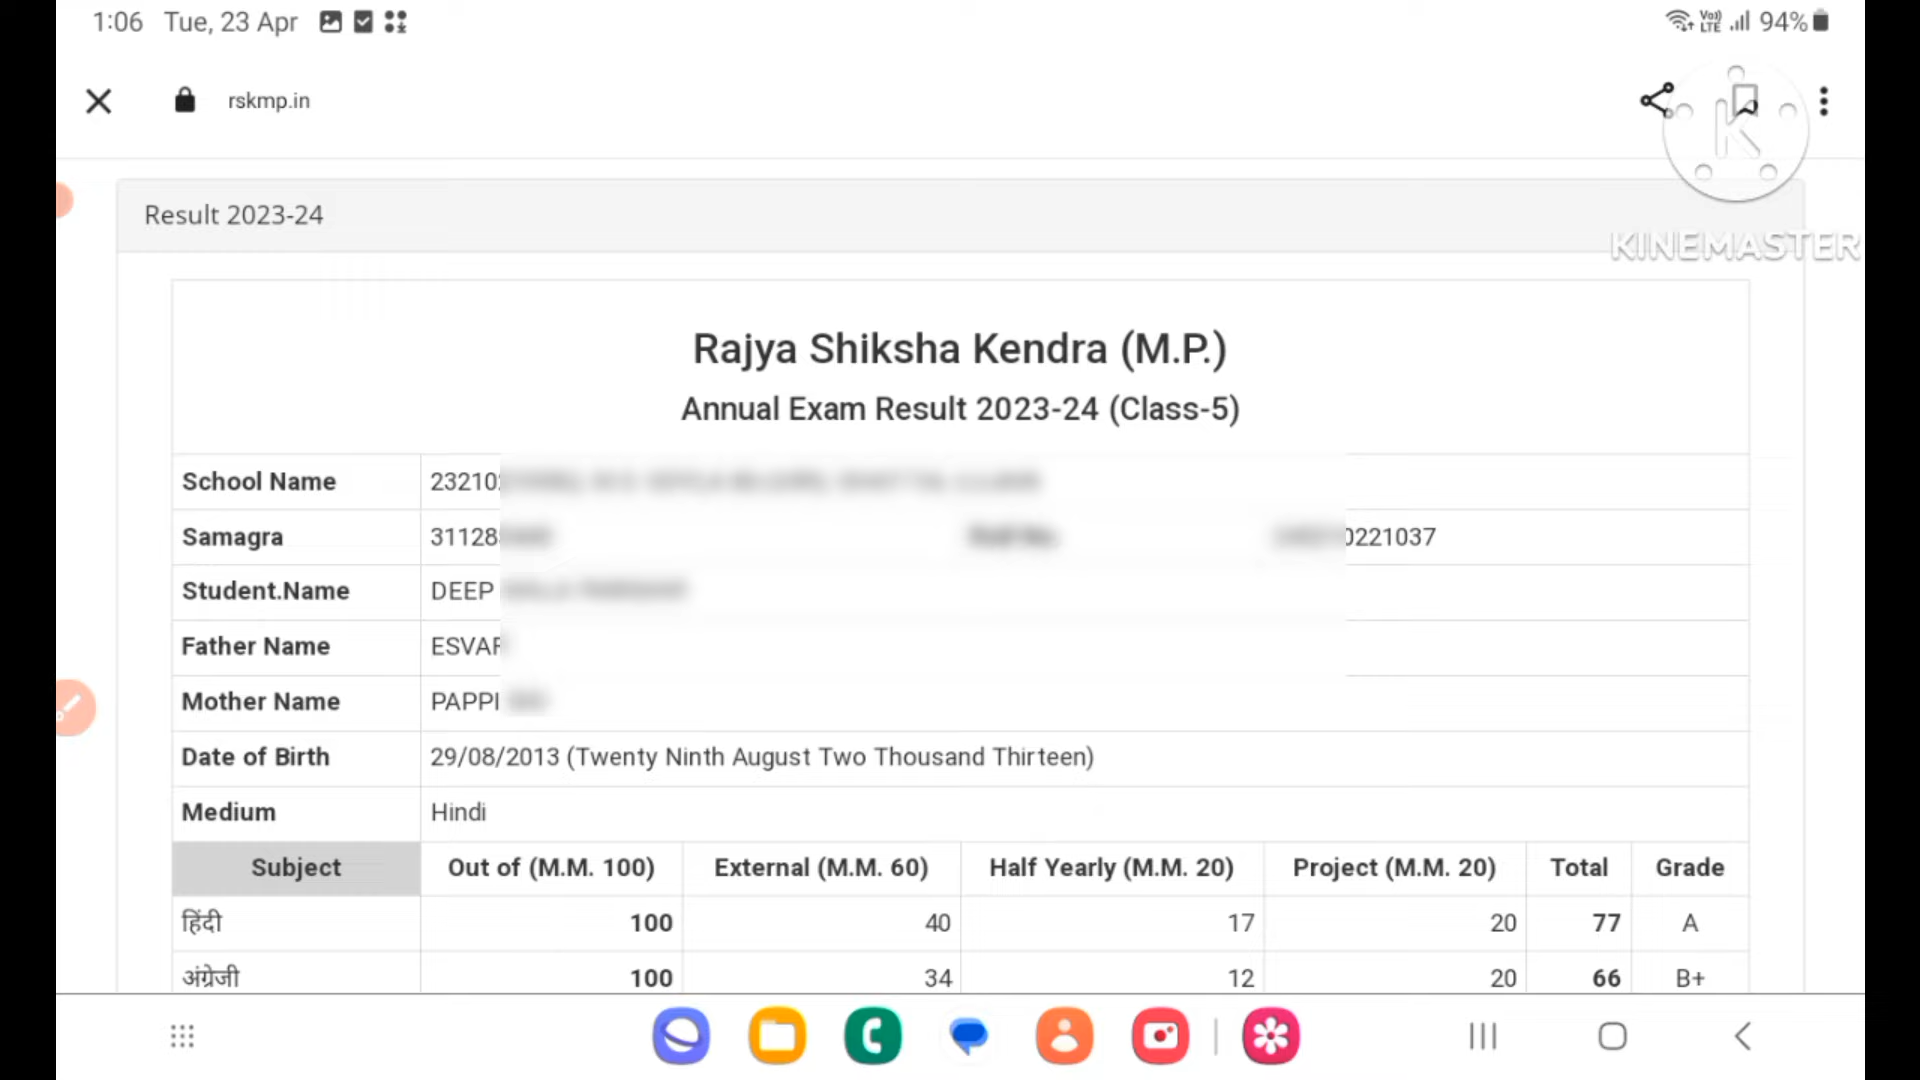 1:06 Tue, 23 Apr Vo) LTE 94%
rskmp.in
KINEMASTER
Result 2023-24
Rajya Shiksha Kendra (M.P.)
Annual Exam Result 2023-24 (Class-5)
School Name 23210
Samagra 31128 0221037
Student.Name DEEP
Father Name ESVAR
Mother Name PAPPI
Date of Birth 29/08/2013 (Twenty Ninth August Two Thousand Thirteen)
Medium Hindi
Subject Out of (M.M. 100) External (M.M. 60) Half Yearly (M.M. 20) Project (M.M. 20) Total Grade
हिंदी 100 40 17 20 77 A
अंग्रेजी 100 34 12 20 66 B+